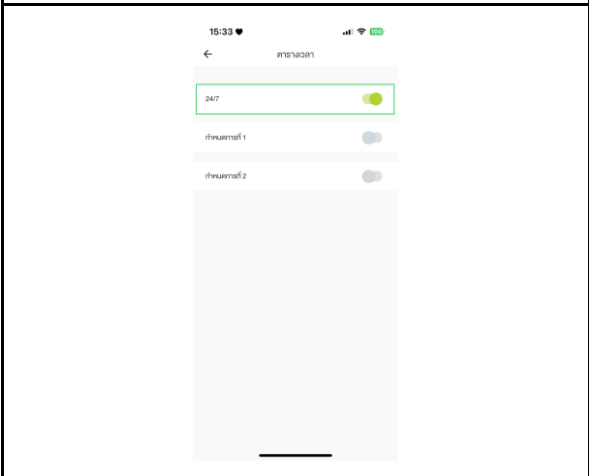 15:33
100
ตารางเวลา
24/7
กำหนดการที่ 1
กำหนดการที่ 2